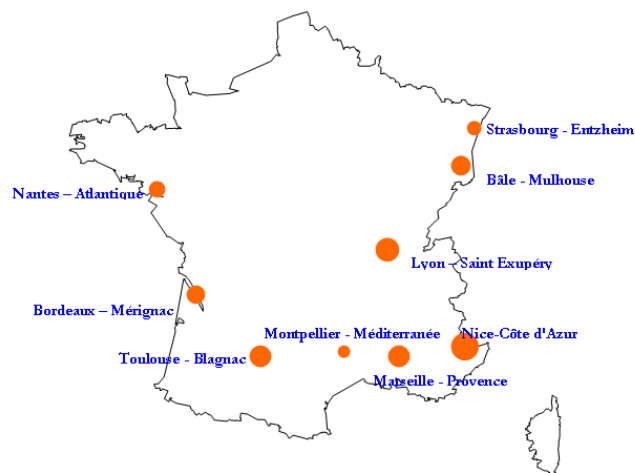 Strasbourg - Entzheim
Bâle - Mulhouse
Nantes – Atlantique
Lyon – Saint Exupéry
Bordeaux – Mérignac
Montpellier - Méditerranée
Nice-Côte d'Azur
Toulouse - Blagnac
Marseille - Provence